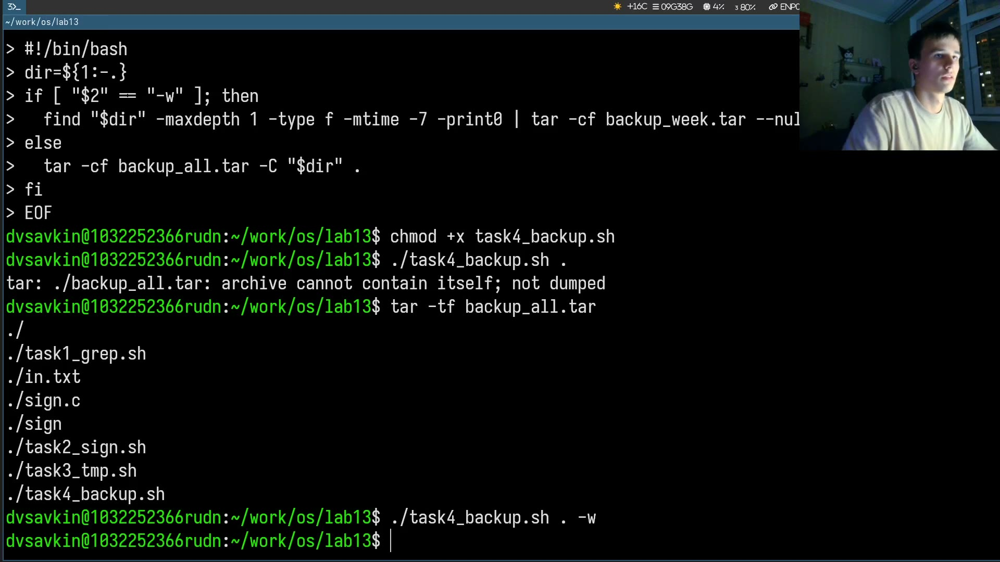 3>_
+16C 09G38G 4% 3 80% ENP0
~/work/os/lab13
> #!/bin/bash
> dir=${1:-.}
> if [ "$2" == "-w" ]; then
>   find "$dir" -maxdepth 1 -type f -mtime -7 -print0 | tar -cf backup_week.tar --nul
> else
>   tar -cf backup_all.tar -C "$dir" .
> fi
> EOF
dvsavkin@1032252366rudn:~/work/os/lab13$ chmod +x task4_backup.sh
dvsavkin@1032252366rudn:~/work/os/lab13$ ./task4_backup.sh .
tar: ./backup_all.tar: archive cannot contain itself; not dumped
dvsavkin@1032252366rudn:~/work/os/lab13$ tar -tf backup_all.tar
./
./task1_grep.sh
./in.txt
./sign.c
./sign
./task2_sign.sh
./task3_tmp.sh
./task4_backup.sh
dvsavkin@1032252366rudn:~/work/os/lab13$ ./task4_backup.sh . -w
dvsavkin@1032252366rudn:~/work/os/lab13$